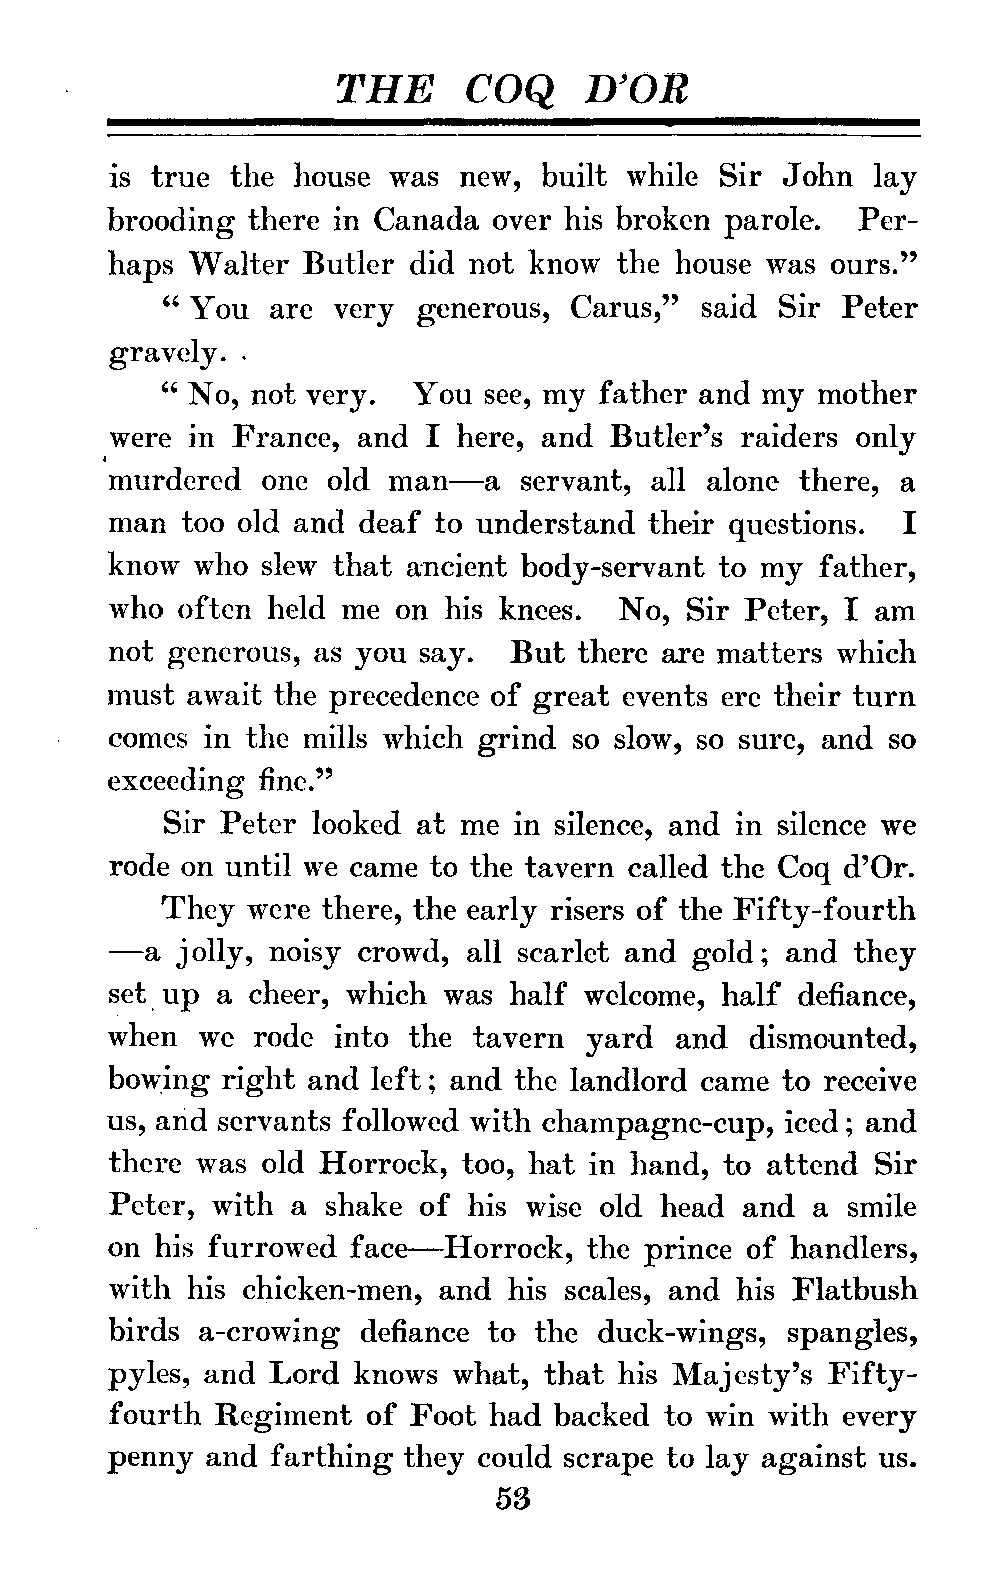 THE COQ D'OR
is true the house was new, built while Sir John lay
brooding there in Canada over his broken parole. Per-
haps Walter Butler did not know the house was ours."
"You are very generous, Carus," said Sir Peter
gravely.
"No, not very. You see, my father and my mother
were in France, and I here, and Butler's raiders only
murdered one old man—a servant, all alone there, a
man too old and deaf to understand their questions. I
know who slew that ancient body-servant to my father,
who often held me on his knees. No, Sir Peter, I am
not generous, as you say. But there are matters which
must await the precedence of great events ere their turn
comes in the mills which grind so slow, so sure, and so
exceeding fine."
Sir Peter looked at me in silence, and in silence we
rode on until we came to the tavern called the Coq d'Or.
They were there, the early risers of the Fifty-fourth
—a jolly, noisy crowd, all scarlet and gold; and they
set up a cheer, which was half welcome, half defiance,
when we rode into the tavern yard and dismounted,
bowing right and left; and the landlord came to receive
us, and servants followed with champagne-cup, iced; and
there was old Horrock, too, hat in hand, to attend Sir
Peter, with a shake of his wise old head and a smile
on his furrowed face—Horrock, the prince of handlers,
with his chicken-men, and his scales, and his Flatbush
birds a-crowing defiance to the duck-wings, spangles,
pyles, and Lord knows what, that his Majesty's Fifty-
fourth Regiment of Foot had backed to win with every
penny and farthing they could scrape to lay against us.
53